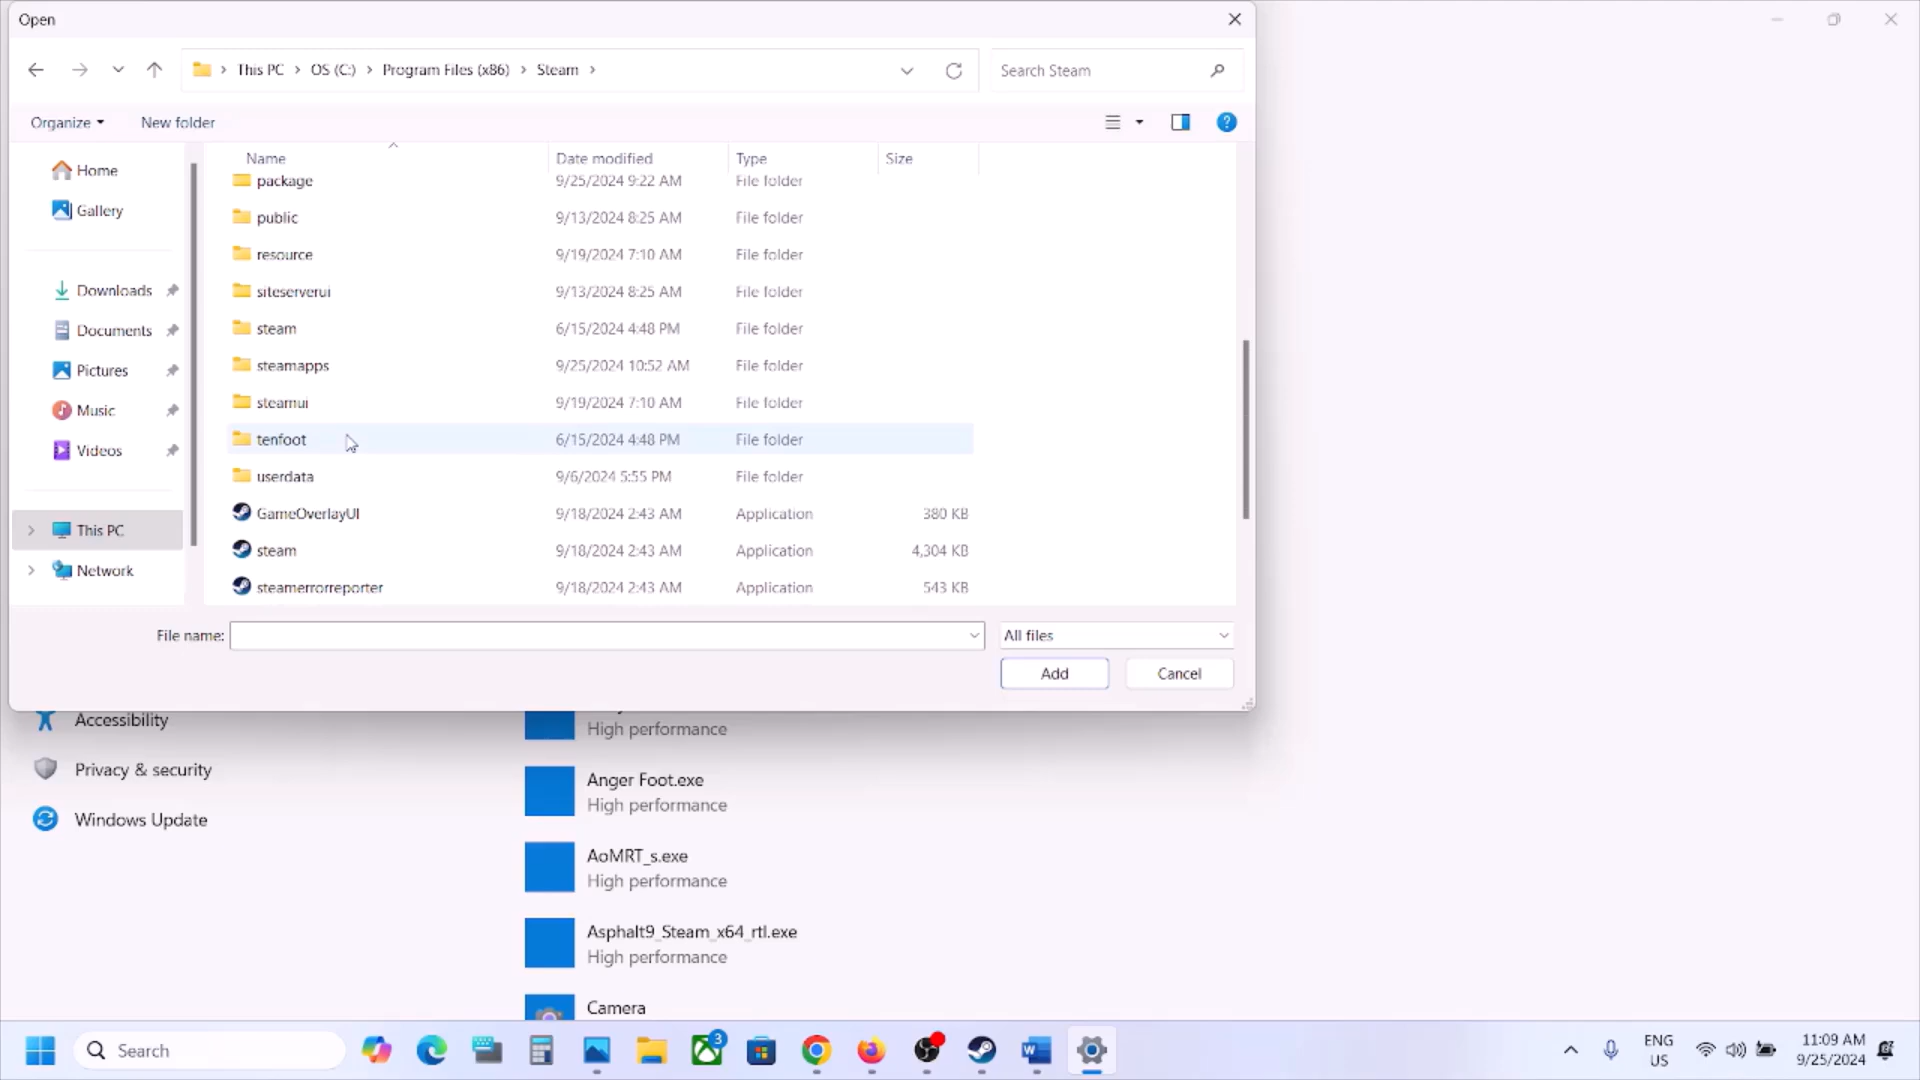 Open
This PC > OS (C:) > Program Files (x86) > Steam >
Search Steam
Organize
New folder
Name
Date modified
Type
Size
Home
Gallery
Downloads
Documents
Pictures
Music
Videos
This PC
Network
package 9/25/2024 9:22 AM File folder
public 9/13/2024 8:25 AM File folder
resource 9/19/2024 7:10 AM File folder
siteserverui 9/13/2024 8:25 AM File folder
steam 6/15/2024 4:48 PM File folder
steamapps 9/25/2024 10:52 AM File folder
steamui 9/19/2024 7:10 AM File folder
tenfoot 6/15/2024 4:48 PM File folder
userdata 9/6/2024 5:55 PM File folder
GameOverlayUI 9/18/2024 2:43 AM Application 380 KB
steam 9/18/2024 2:43 AM Application 4,304 KB
steamerrorreporter 9/18/2024 2:43 AM Application 543 KB
File name:
All files
Add
Cancel
Accessibility
Privacy & security
Windows Update
High performance
Anger Foot.exe
High performance
AoMRT_s.exe
High performance
Asphalt9_Steam_x64_rtl.exe
High performance
Camera
Search
3
ENG
US
11:09 AM
9/25/2024